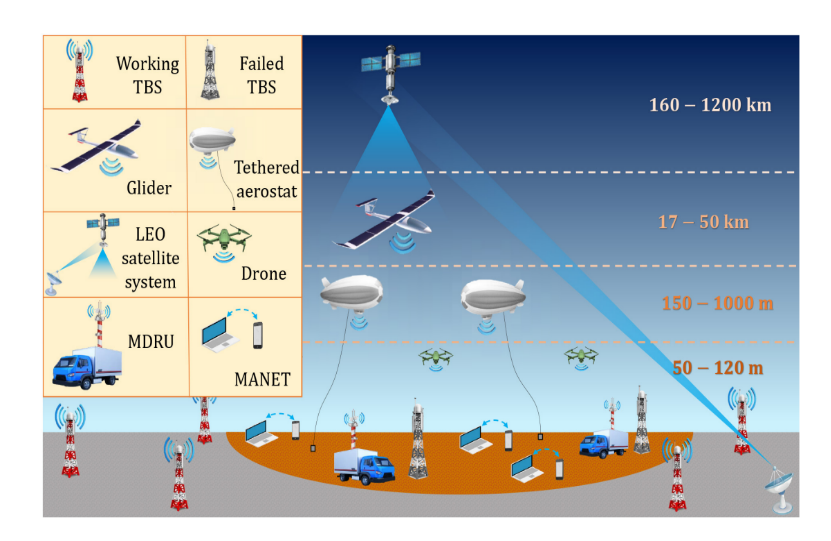 Working
TBS
Failed
TBS
Glider
Tethered
aerostat
LEO
satellite
system
Drone
MDRU
MANET
160 − 1200 km
17 − 50 km
150 − 1000 m
50 − 120 m